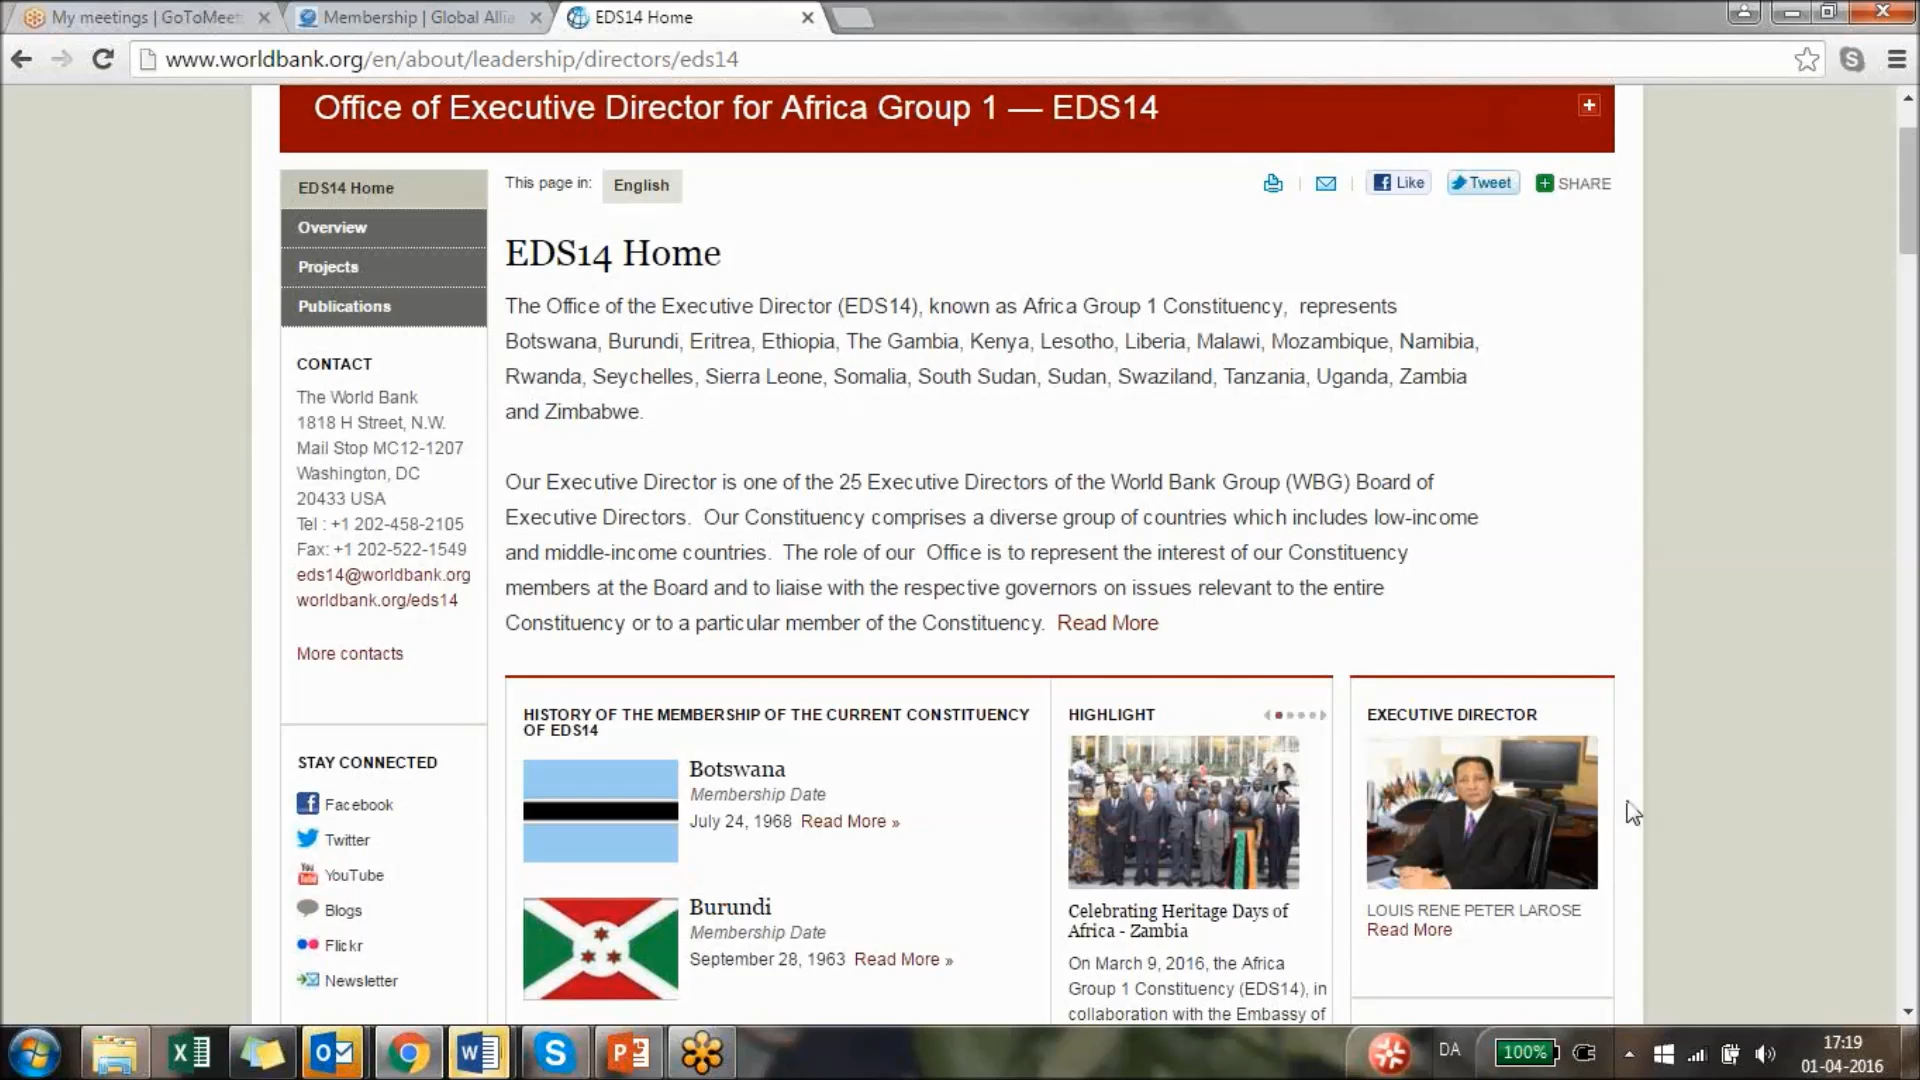 My meetings | GoToMeet
Membership | Global Allia
EDS14 Home
www.worldbank.org/en/about/leadership/directors/eds14
Office of Executive Director for Africa Group 1 — EDS14
EDS14 Home
Overview
Projects
Publications
CONTACT
The World Bank
1818 H Street, N.W.
Mail Stop MC12-1207
Washington, DC
20433 USA
Tel : +1 202-458-2105
Fax: +1 202-522-1549
eds14@worldbank.org
worldbank.org/eds14
More contacts
STAY CONNECTED
Facebook
Twitter
YouTube
Blogs
Flickr
Newsletter
This page in: English
Like
Tweet
SHARE
EDS14 Home
The Office of the Executive Director (EDS14), known as Africa Group 1 Constituency, represents
Botswana, Burundi, Eritrea, Ethiopia, The Gambia, Kenya, Lesotho, Liberia, Malawi, Mozambique, Namibia,
Rwanda, Seychelles, Sierra Leone, Somalia, South Sudan, Sudan, Swaziland, Tanzania, Uganda, Zambia
and Zimbabwe.
Our Executive Director is one of the 25 Executive Directors of the World Bank Group (WBG) Board of
Executive Directors. Our Constituency comprises a diverse group of countries which includes low-income
and middle-income countries. The role of our Office is to represent the interest of our Constituency
members at the Board and to liaise with the respective governors on issues relevant to the entire
Constituency or to a particular member of the Constituency. Read More
HISTORY OF THE MEMBERSHIP OF THE CURRENT CONSTITUENCY
OF EDS14
Botswana
Membership Date
July 24, 1968 Read More »
Burundi
Membership Date
September 28, 1963 Read More »
HIGHLIGHT
Celebrating Heritage Days of
Africa - Zambia
On March 9, 2016, the Africa
Group 1 Constituency (EDS14), in
collaboration with the Embassy of
EXECUTIVE DIRECTOR
LOUIS RENE PETER LAROSE
Read More
DA
100%
17:19
01-04-2016